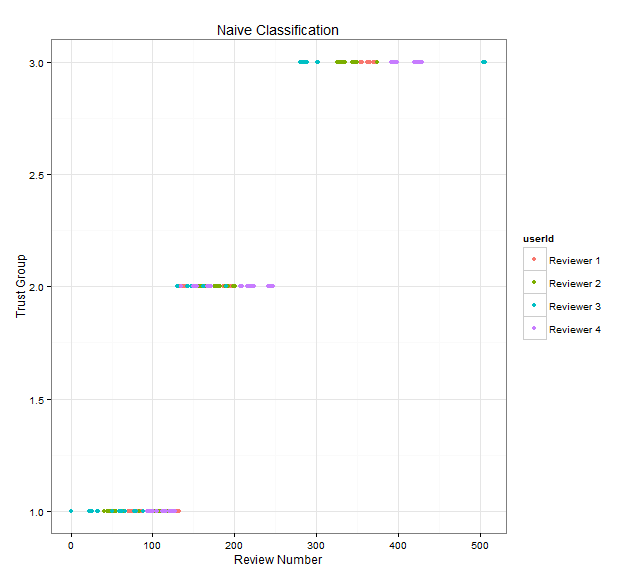 Naive Classification
3.0
2.5
2.0
1.5
1.0
Trust Group
0 100 200 300 400 500
Review Number
userId
Reviewer 1
Reviewer 2
Reviewer 3
Reviewer 4